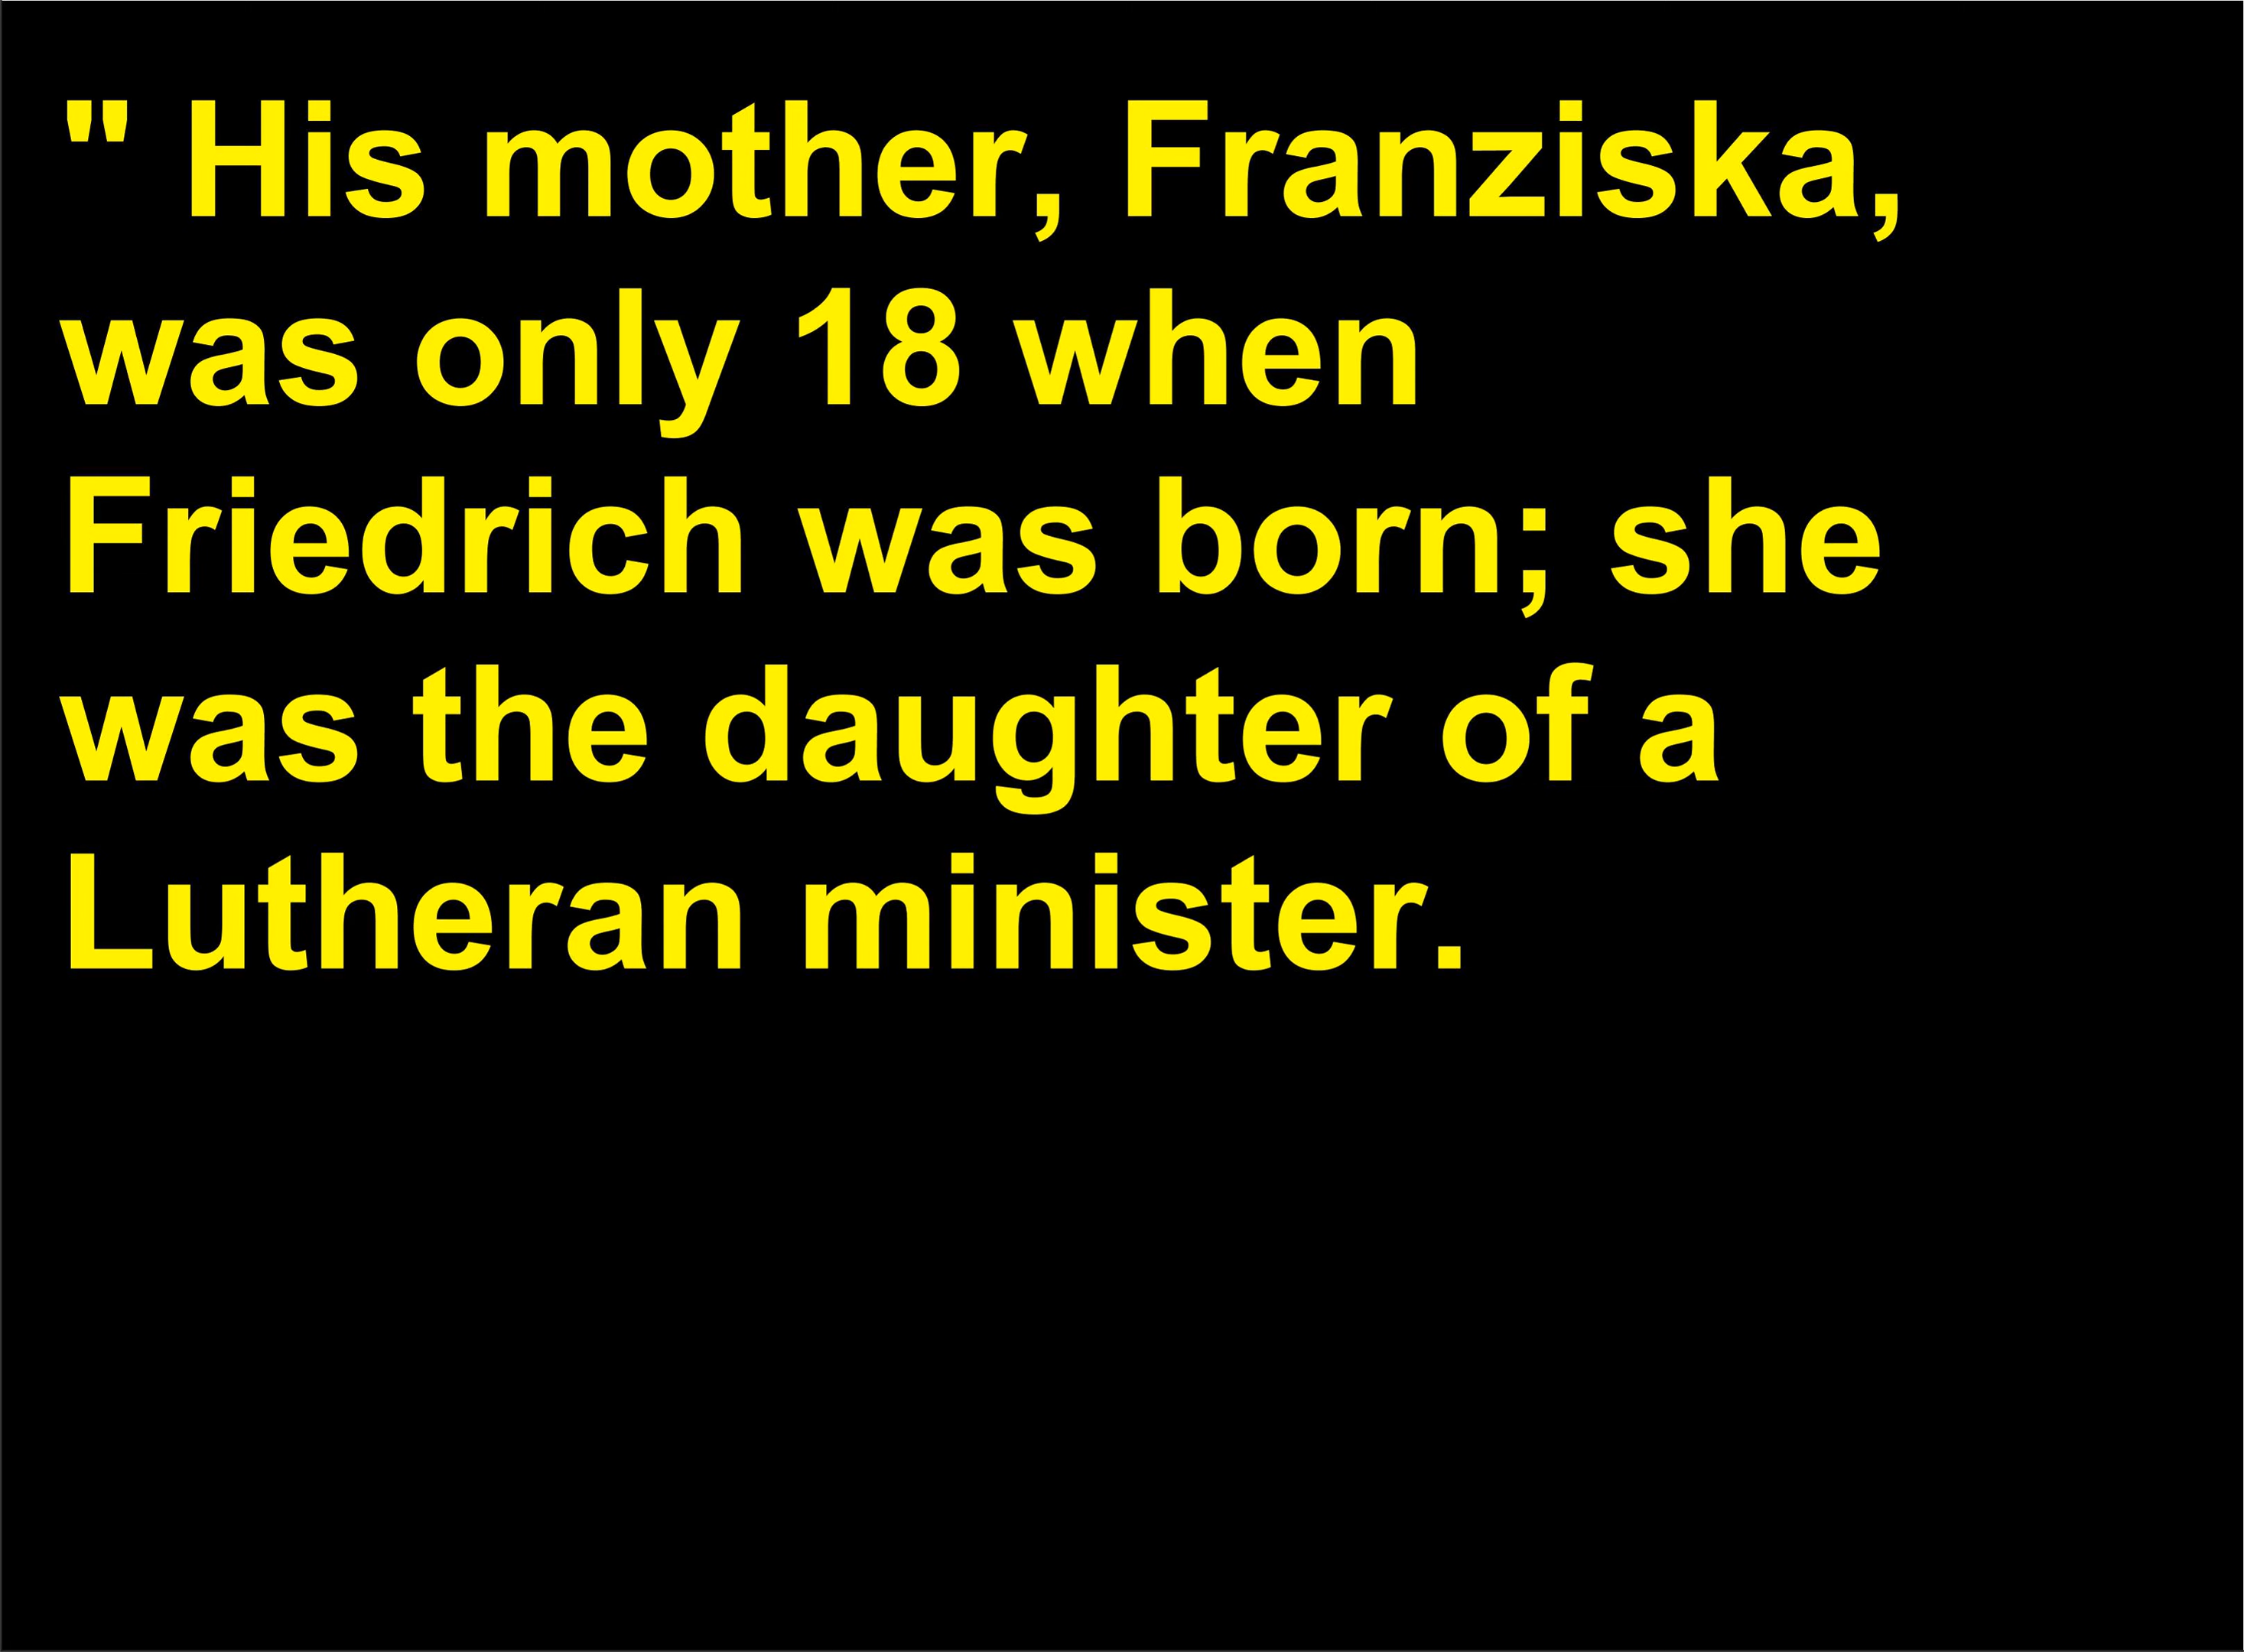 " His mother, Franziska,
was only 18 when
Friedrich was born; she
was the daughter of a
Lutheran minister.